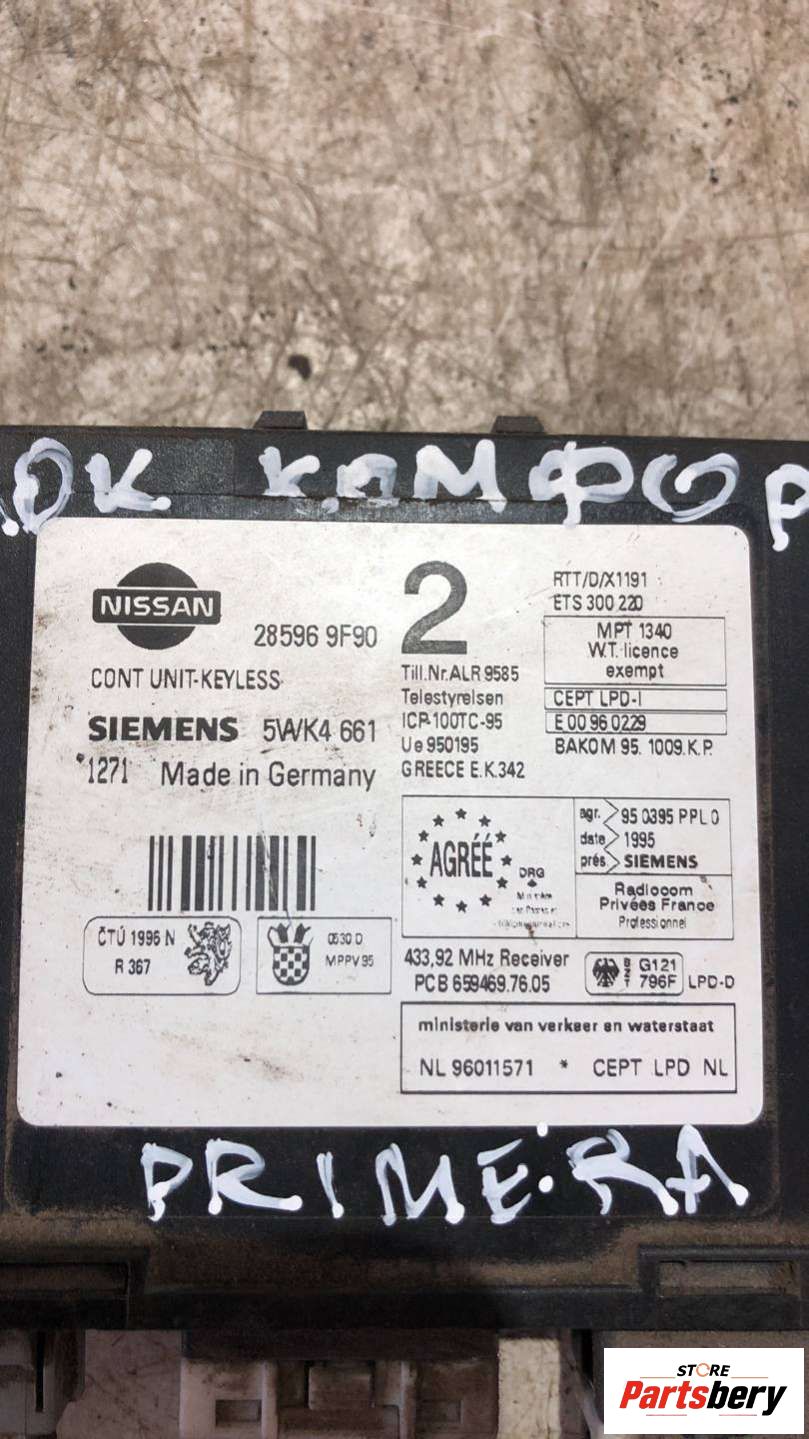 ЛОК КОМФОР
NISSAN
28596 9F90
CONT UNIT-KEYLESS
SIEMENS 5WK4 661
1271 Made in Germany
2
Till.Nr.ALR 9585
Telestyrelsen
ICP-100TC-95
Ue 950195
GREECE E.K.342
RTT/D/X1191
ETS 300 220
MPT 1340
W.T. licence
exempt
CEPT LPD-I
E 00 96 0229
BAKOM 95. 1009.K.P.
AGRÉÉ
DRG
agr. 95 0395 PPL 0
date 1995
prés SIEMENS
Radiocom
Privées France
Professionnel
ČTÚ 1996 N
R 367
0530 D
MPPV 95
433,92 MHz Receiver
PCB 659469.76.05
BZT G121
796F LPD-D
ministerie van verkeer en waterstaat
NL 96011571 * CEPT LPD NL
PRIMERA
STORE
Partsbery